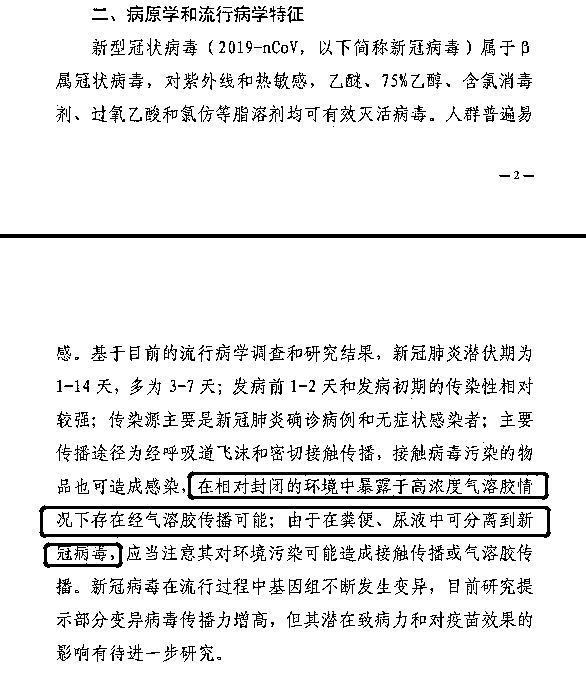 二、病原学和流行病学特征
新型冠状病毒（2019-nCoV，以下简称新冠病毒）属于β
属冠状病毒，对紫外线和热敏感，乙醚、75%乙醇、含氯消毒
剂、过氧乙酸和氯仿等脂溶剂均可有效灭活病毒。人群普遍易
—2—
感。基于目前的流行病学调查和研究结果，新冠肺炎潜伏期为
1-14天，多为3-7天；发病前1-2天和发病初期的传染性相对
较强；传染源主要是新冠肺炎确诊病例和无症状感染者；主要
传播途径为经呼吸道飞沫和密切接触传播，接触病毒污染的物
品也可造成感染，在相对封闭的环境中暴露于高浓度气溶胶情
况下存在经气溶胶传播可能；由于在粪便、尿液中可分离到新
冠病毒，应当注意其对环境污染可能造成接触传播或气溶胶传
播。新冠病毒在流行过程中基因组不断发生变异，目前研究提
示部分变异病毒传播力增高，但其潜在致病力和对疫苗效果的
影响有待进一步研究。